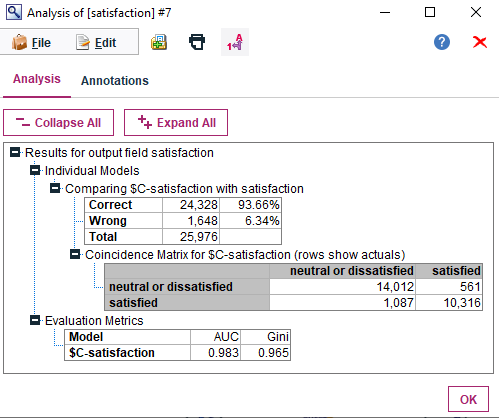 Analysis of [satisfaction] #7
File Edit
Analysis Annotations
Collapse All Expand All
Results for output field satisfaction
Individual Models
Comparing $C-satisfaction with satisfaction
Correct 24,328 93.66%
Wrong 1,648 6.34%
Total 25,976
Coincidence Matrix for $C-satisfaction (rows show actuals)
neutral or dissatisfied satisfied
neutral or dissatisfied 14,012 561
satisfied 1,087 10,316
Evaluation Metrics
Model AUC Gini
$C-satisfaction 0.983 0.965
OK